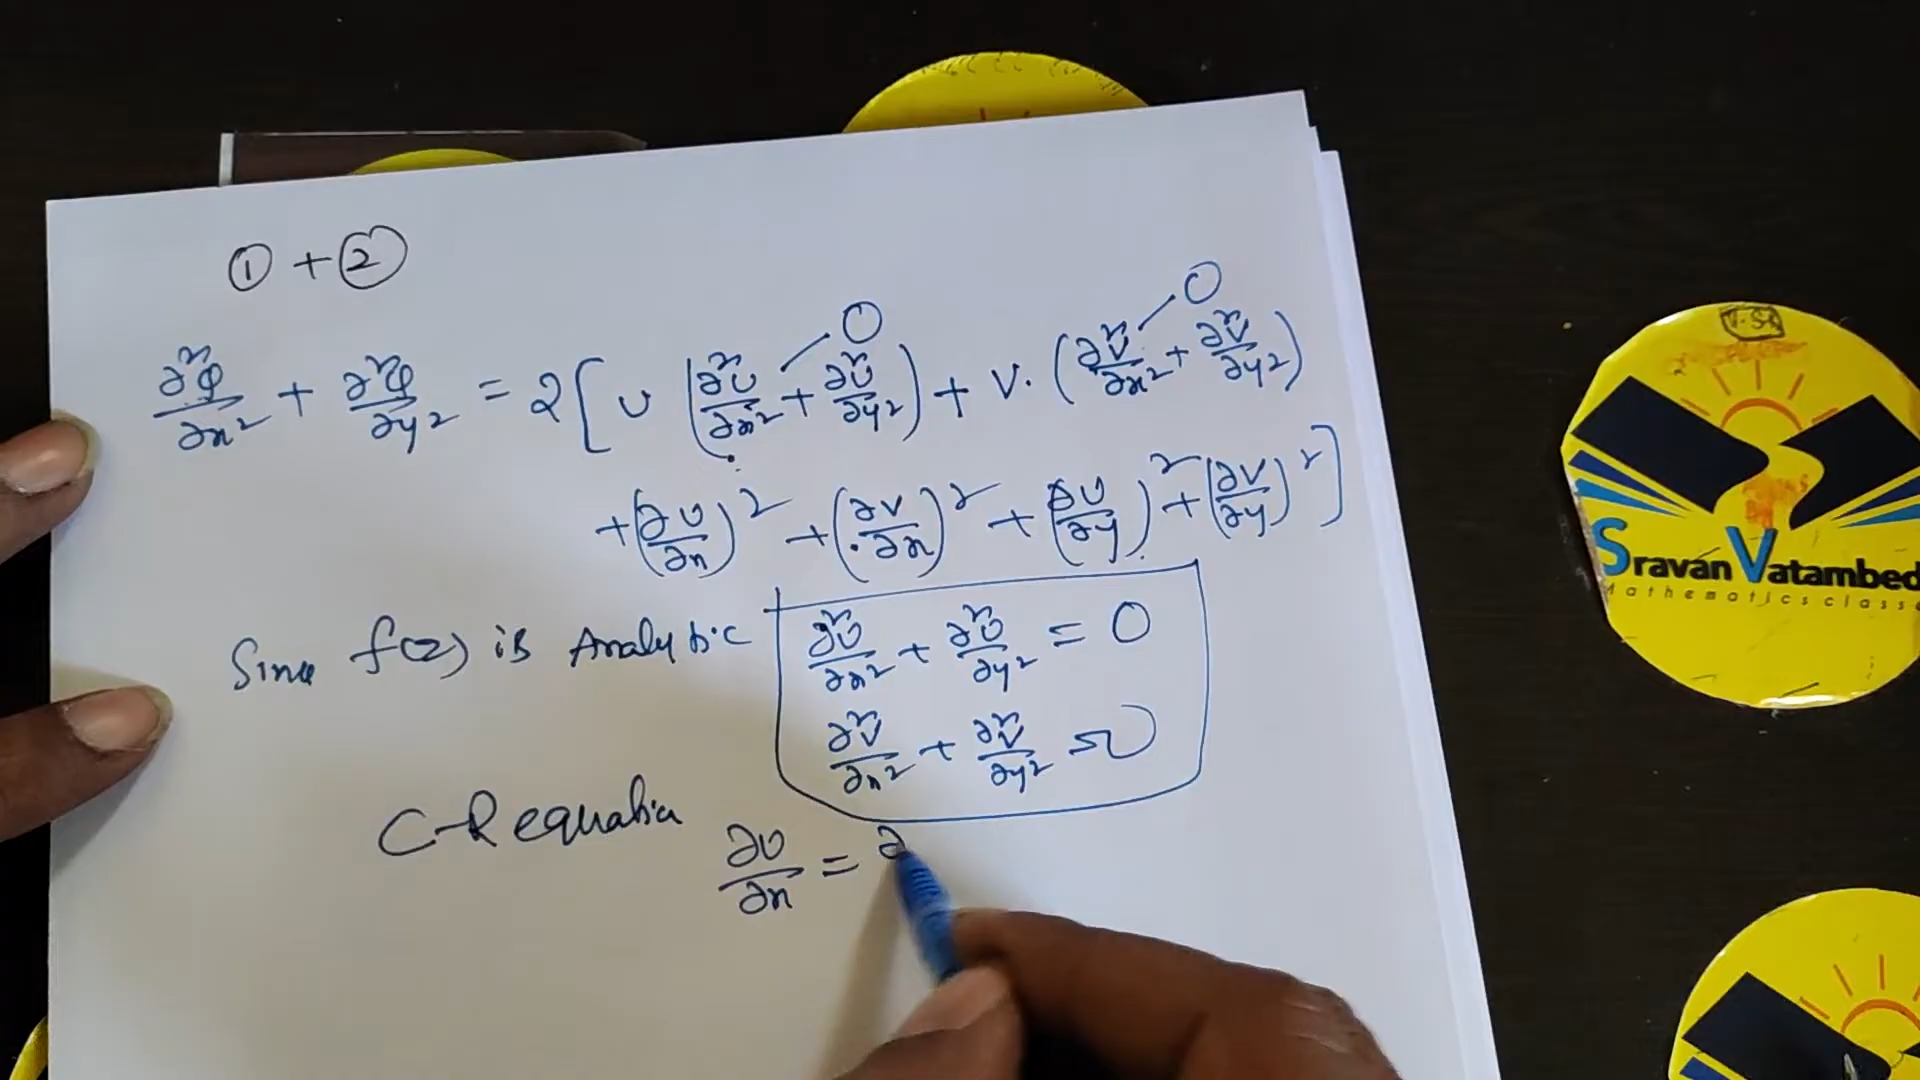 ① + ②
∂²φ/∂x² + ∂²φ/∂y² = 2[ u (∂²u/∂x² + ∂²u/∂y²) + v. (∂²v/∂x² + ∂²v/∂y²)
0 0
+ (∂u/∂x)² + (∂v/∂x)² + (∂u/∂y)² + (∂v/∂y)² ]
Since f(z) is Analytic ∂²u/∂x² + ∂²u/∂y² = 0
∂²v/∂x² + ∂²v/∂y² = 0
C-R equation
∂u/∂x = ∂
V.SR
Sravan Vatambed
Mathematics class